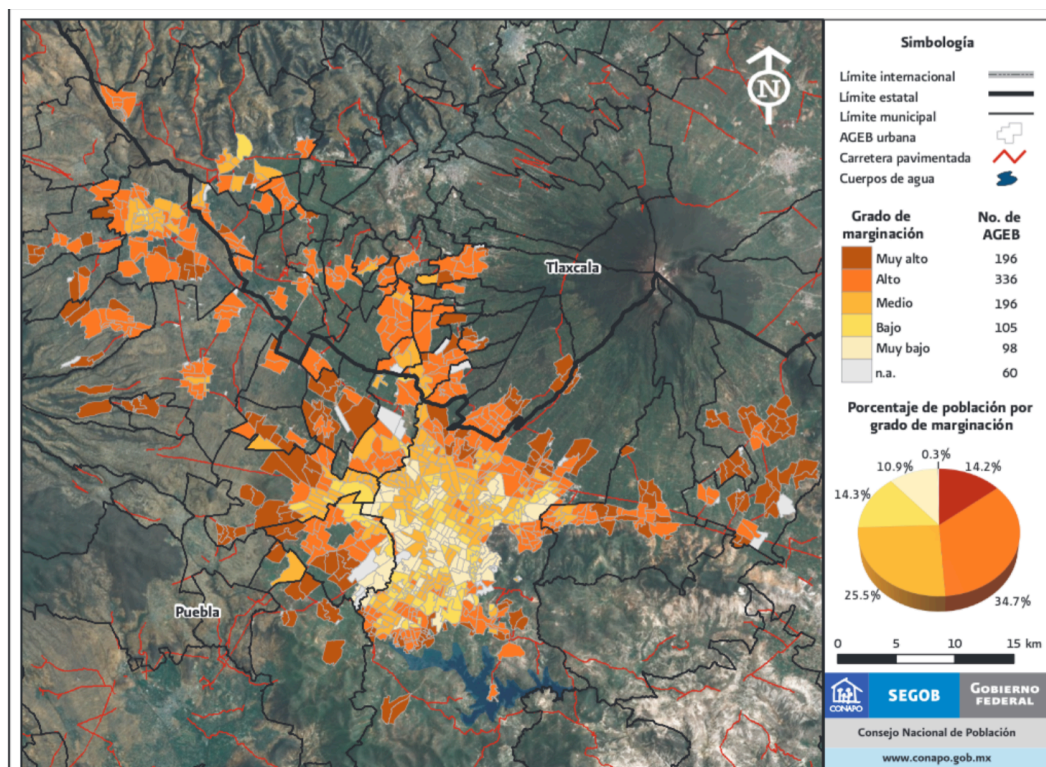 Simbología
Límite internacional
Límite estatal
Límite municipal
AGEB urbana
Carretera pavimentada
Cuerpos de agua
Grado de marginación
No. de AGEB
Muy alto 196
Alto 336
Medio 196
Bajo 105
Muy bajo 98
n.a. 60
Porcentaje de población por
grado de marginación
0.3%
10.9%
14.2%
14.3%
25.5%
34.7%
0 5 10 15 km
CONAPO
SEGOB
GOBIERNO
FEDERAL
Consejo Nacional de Población
www.conapo.gob.mx
N
Tlaxcala
Puebla